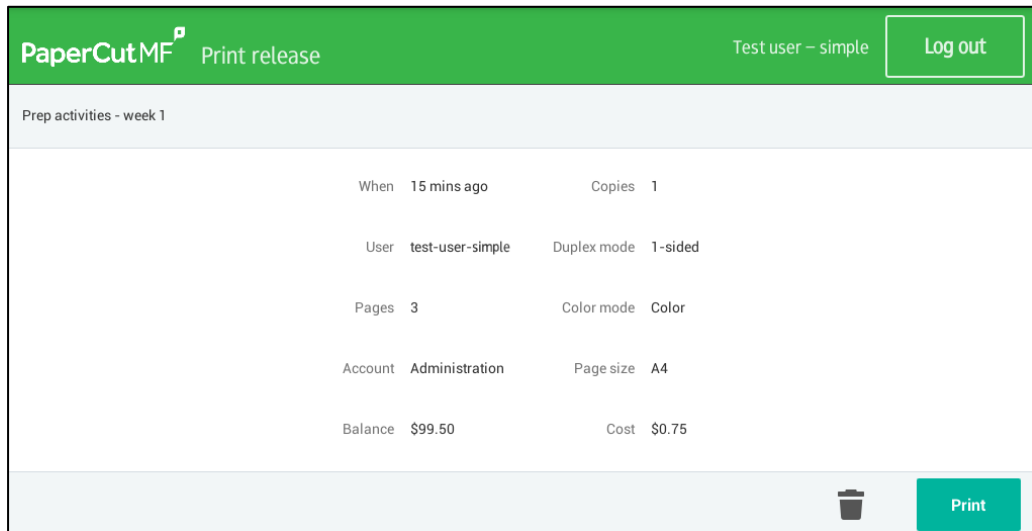 PaperCutMF Print release Test user – simple Log out
Prep activities - week 1
When 15 mins ago Copies 1
User test-user-simple Duplex mode 1-sided
Pages 3 Color mode Color
Account Administration Page size A4
Balance $99.50 Cost $0.75
Print